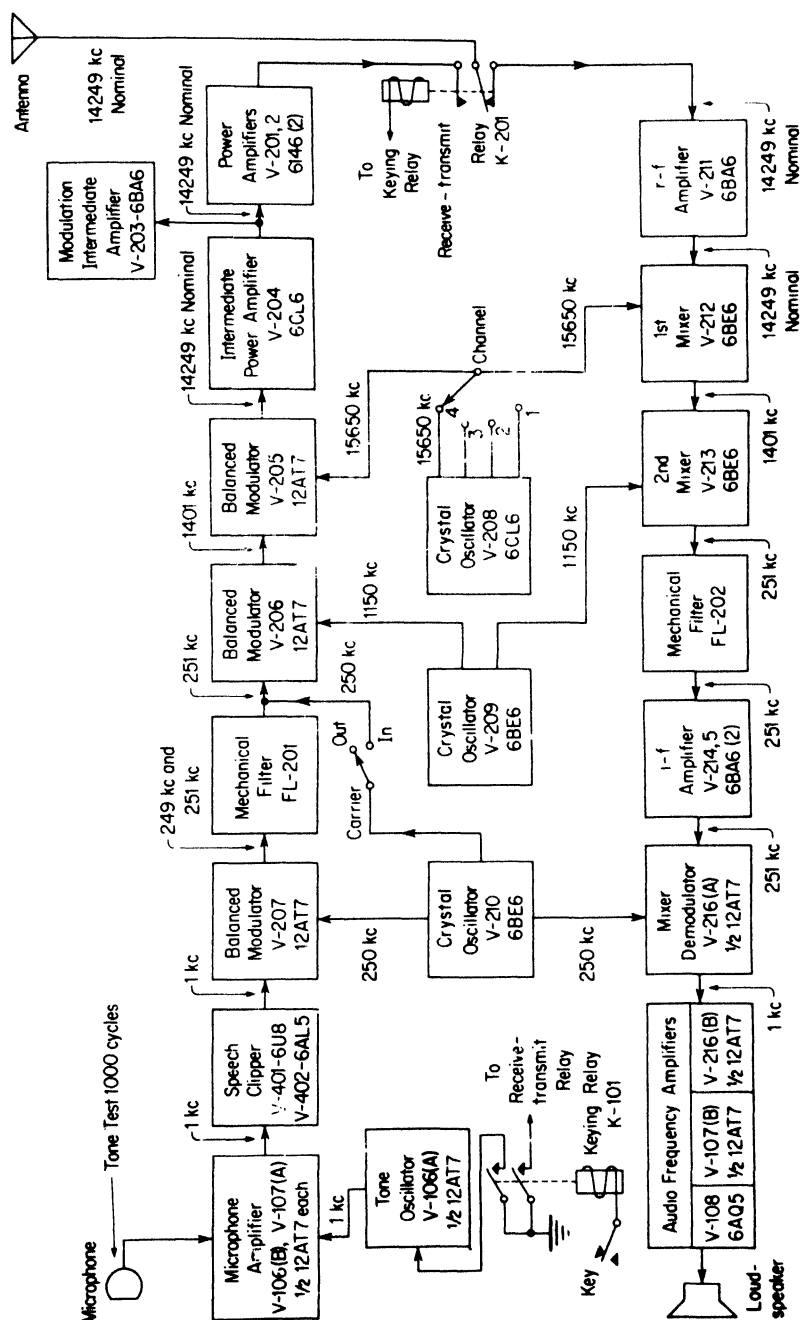 Antenna
14249 kc
Nominal
Modulation
Intermediate
Amplifier
V-203-6BA6
14249 kc Nominal
Power
Amplifiers
V-201, 2
6146 (2)
14249 kc Nominal
Intermediate
Power Amplifier
V-204
6CL6
Balanced
Modulator
V-205
12AT7
1401 kc
Balanced
Modulator
V-206
12AT7
251 kc
Mechanical
Filter
FL-201
249 kc and
251 kc
Balanced
Modulator
V-207
12AT7
1 kc
Speech
Clipper
V-401-6U8
V-402-6AL5
1 kc
Microphone
Amplifier
V-106(B), V-107(A)
1/2 12AT7 each
Tone Test 1000 cycles
Microphone
To
Keying
Relay
Receive-transmit
Relay
K-201
15650 kc
Channel
15650 kc
15650 kc
4
3
2
1
Crystal
Oscillator
V-208
6CL6
1150 kc
1150 kc
Crystal
Oscillator
V-209
6BE6
250 kc
Out
In
Carrier
250 kc
Crystal
Oscillator
V-210
6BE6
250 kc
1 kc
Tone
Oscillator
V-106(A)
1/2 12AT7
To
Receive-
transmit
Relay
Keying Relay
K-101
Key
14249 kc
Nominal
r-f
Amplifier
V-211
6BA6
14249 kc
Nominal
1st
Mixer
V-212
6BE6
1401 kc
2nd
Mixer
V-213
6BE6
251 kc
Mechanical
Filter
FL-202
251 kc
i-f
Amplifier
V-214, 5
6BA6 (2)
251 kc
Mixer
Demodulator
V-216(A)
1/2 12AT7
1 kc
Audio Frequency Amplifiers
V-108
6AQ5
V-107(B)
1/2 12AT7
V-216(B)
1/2 12AT7
Loud-
speaker